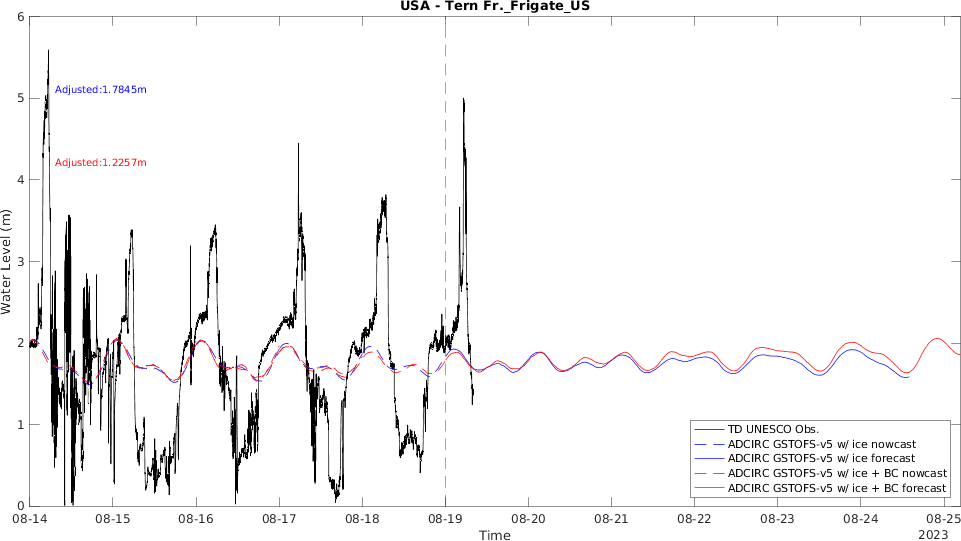 USA - Tern Fr._Frigate_US
6
5
4
3
2
1
0
Water Level (m)
Adjusted:1.7845m
Adjusted:1.2257m
TD UNESCO Obs.
ADCIRC GSTOFS-v5 w/ ice nowcast
ADCIRC GSTOFS-v5 w/ ice forecast
ADCIRC GSTOFS-v5 w/ ice + BC nowcast
ADCIRC GSTOFS-v5 w/ ice + BC forecast
08-14 08-15 08-16 08-17 08-18 08-19 08-20 08-21 08-22 08-23 08-24 08-25
Time
2023